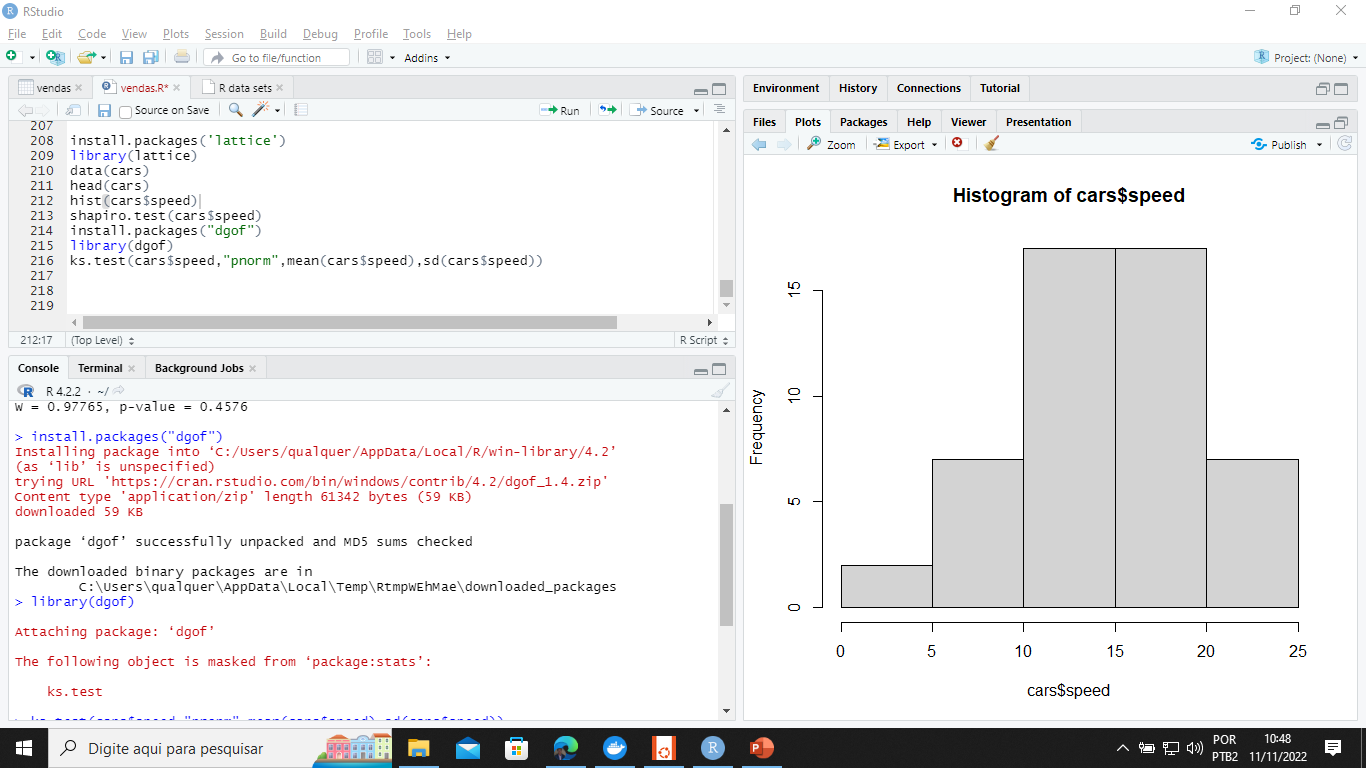 RStudio
File Edit Code View Plots Session Build Debug Profile Tools Help
Go to file/function Addins Project: (None)
vendas vendas.R* R data sets
Source on Save Run Source
207
208 install.packages('lattice')
209 library(lattice)
210 data(cars)
211 head(cars)
212 hist(cars$speed)
213 shapiro.test(cars$speed)
214 install.packages("dgof")
215 library(dgof)
216 ks.test(cars$speed,"pnorm",mean(cars$speed),sd(cars$speed))
217
218
219
212:17 (Top Level) R Script
Console Terminal Background Jobs
R 4.2.2 · ~/
W = 0.97765, p-value = 0.4576
> install.packages("dgof")
Installing package into ‘C:/Users/qualquer/AppData/Local/R/win-library/4.2’
(as ‘lib’ is unspecified)
trying URL 'https://cran.rstudio.com/bin/windows/contrib/4.2/dgof_1.4.zip'
Content type 'application/zip' length 61342 bytes (59 KB)
downloaded 59 KB
package ‘dgof’ successfully unpacked and MD5 sums checked
The downloaded binary packages are in
C:\Users\qualquer\AppData\Local\Temp\RtmpWEhMae\downloaded_packages
> library(dgof)
Attaching package: ‘dgof’
The following object is masked from ‘package:stats’:
ks.test
> ks.test(cars$speed,"pnorm",mean(cars$speed),sd(cars$speed))
Environment History Connections Tutorial
Files Plots Packages Help Viewer Presentation
Zoom Export Publish
Histogram of cars$speed
Frequency
15
10
5
0
0 5 10 15 20 25
cars$speed
Digite aqui para pesquisar
POR
PTB2
10:48
11/11/2022